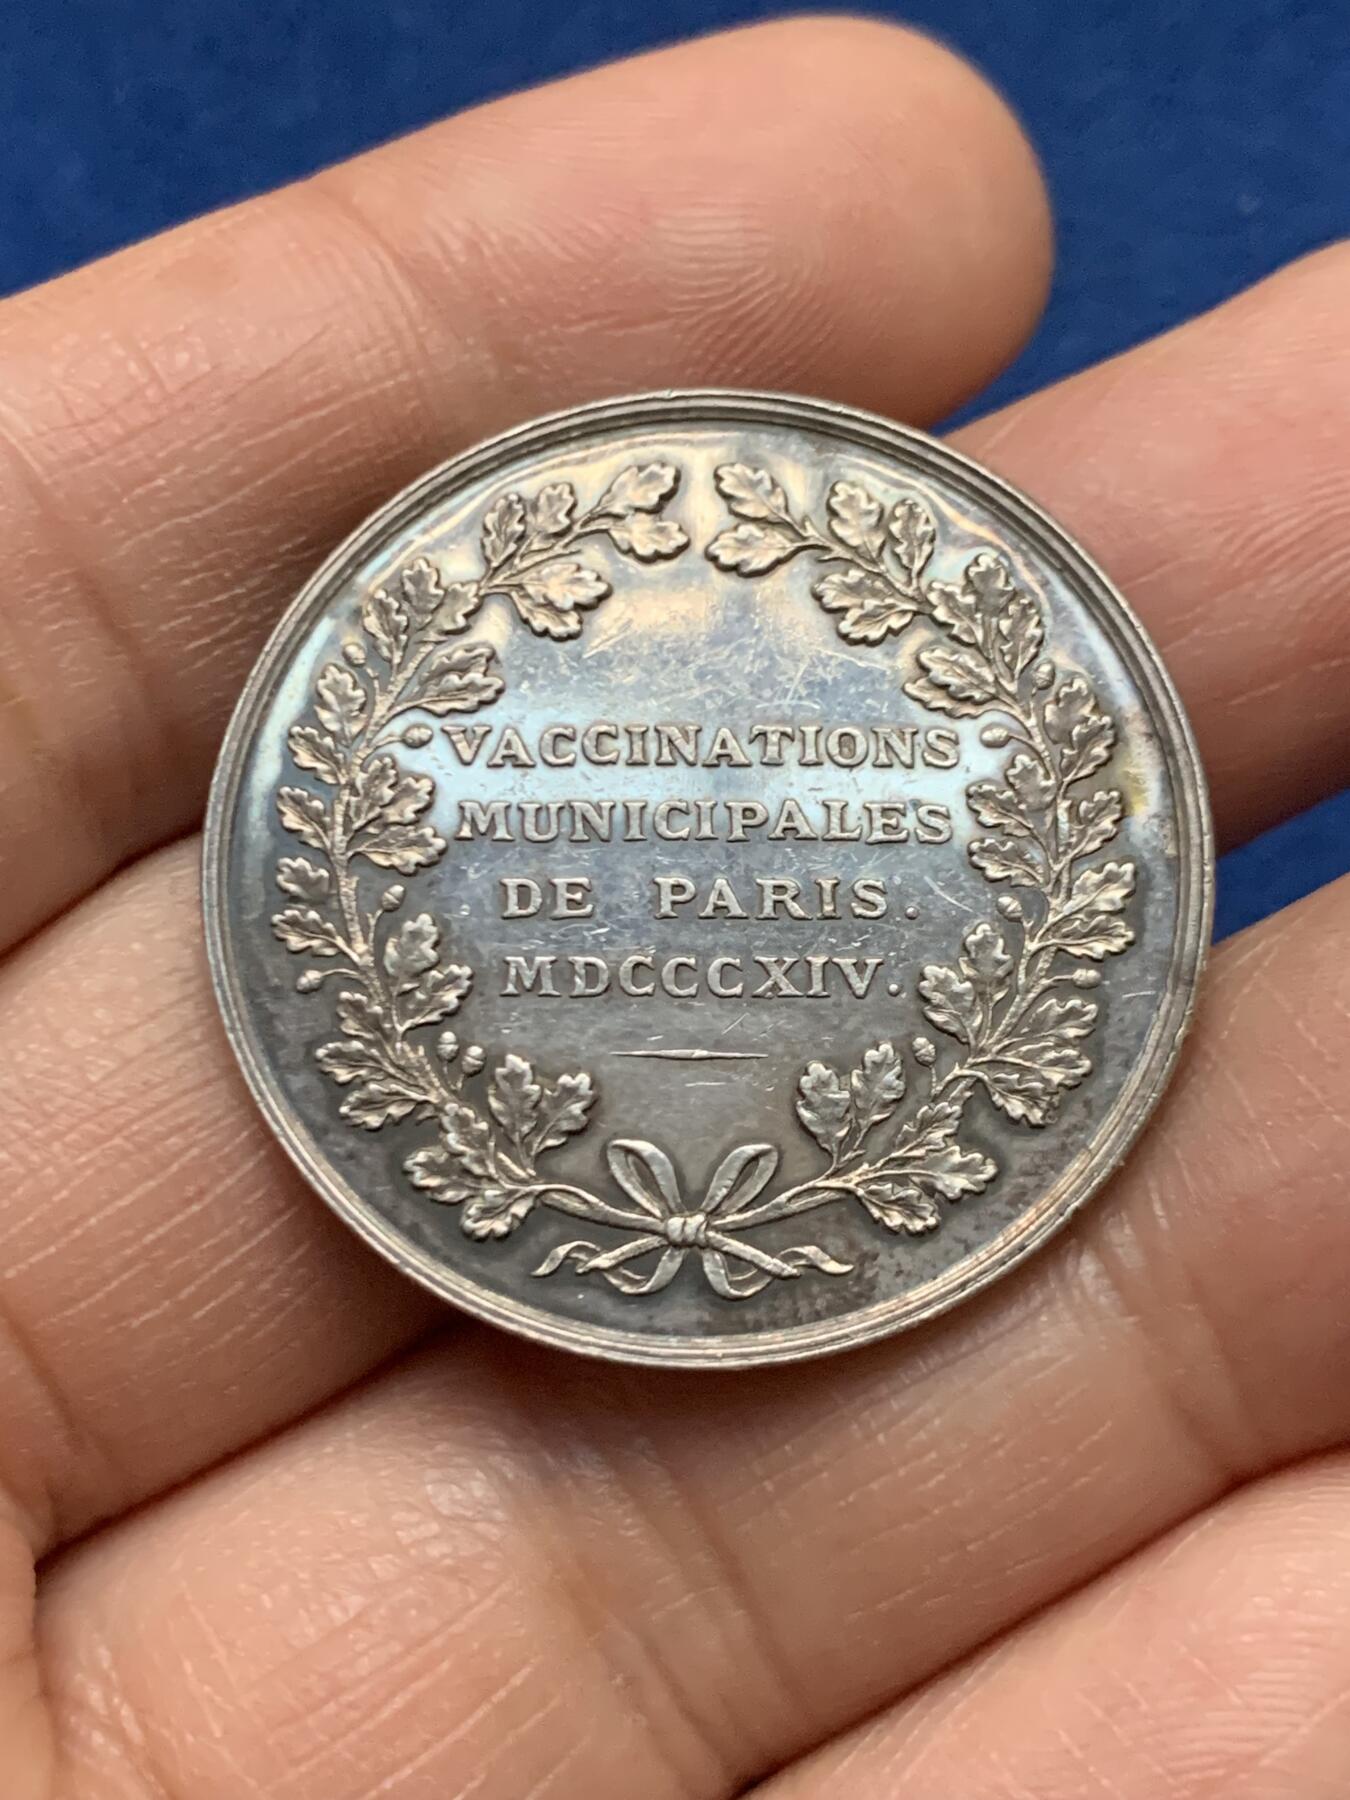 VACCINATIONS
MUNICIPALES
DE PARIS.
MDCCCXIV.